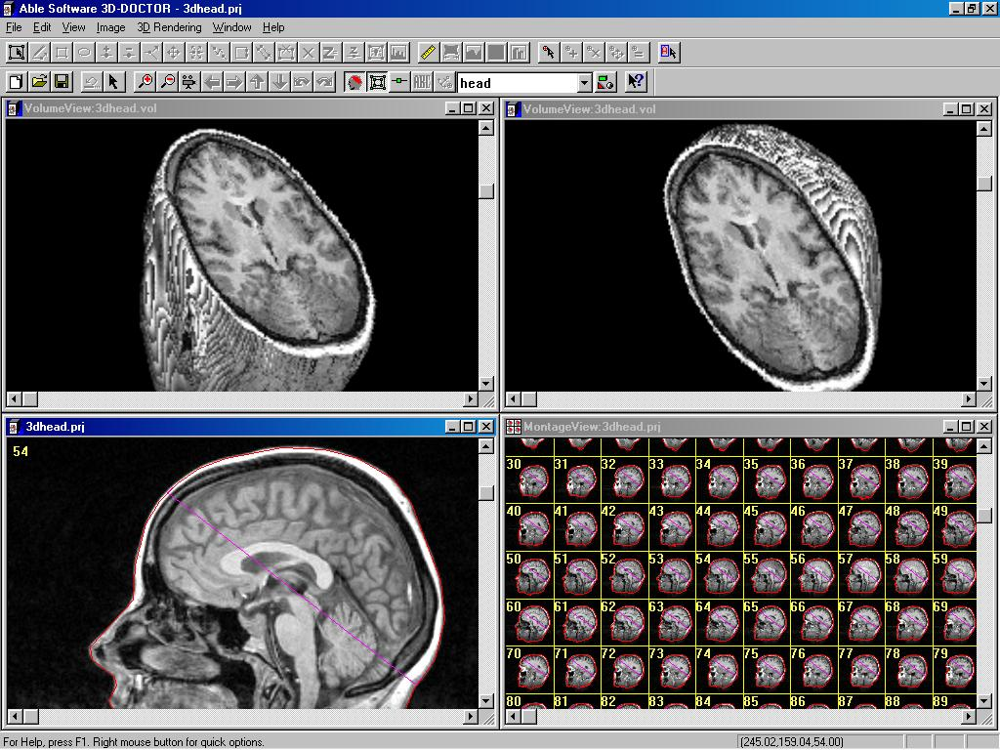 Able Software 3D-DOCTOR - 3dhead.prj
File Edit View Image 3D Rendering Window Help
ABC
head
VolumeView:3dhead.vol
VolumeView:3dhead.vol
3dhead.prj
54
MontageView:3dhead.prj
30 31 32 33 34 35 36 37 38 39
40 41 42 43 44 45 46 47 48 49
50 51 52 53 54 55 56 57 58 59
60 61 62 63 64 65 66 67 68 69
70 71 72 73 74 75 76 77 78 79
80 81 82 83 84 85 86 87 88 89
For Help, press F1. Right mouse button for quick options.
(245.02,159.04,54.00)